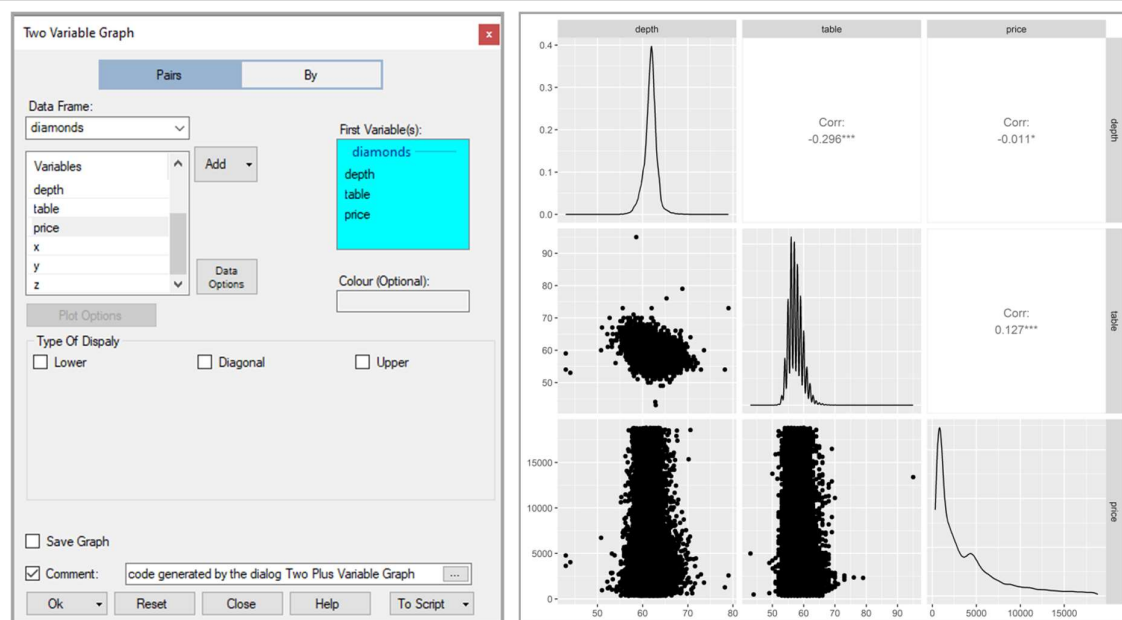 Two Variable Graph
x
Pairs
By
Data Frame:
diamonds
Variables
depth
table
price
x
y
z
Add
Data
Options
First Variable(s):
diamonds
depth
table
price
Colour (Optional):
Plot Options
Type Of Dispaly
Lower
Diagonal
Upper
Save Graph
Comment:
code generated by the dialog Two Plus Variable Graph
...
Ok
Reset
Close
Help
To Script
depth
table
price
0.4
0.3
0.2
0.1
0.0
Corr:
-0.296***
Corr:
-0.011*
depth
90
80
70
60
50
Corr:
0.127***
table
15000
10000
5000
0
price
50
60
70
80
50
60
70
80
90
0
5000
10000
15000